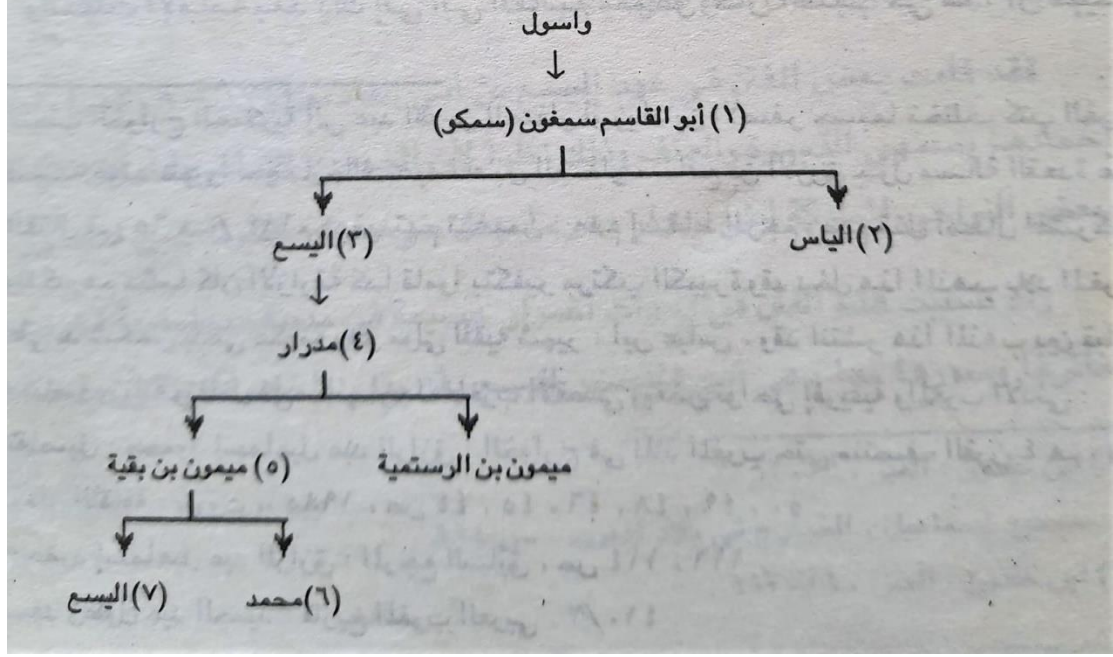 واسول
(١) أبو القاسم سمغون (سمكو)
(٢) الياس
(٣) اليسع
(٤) مدرار
ميمون بن الرستمية
(٥) ميمون بن بقية
(٦) محمد
(٧) اليسع